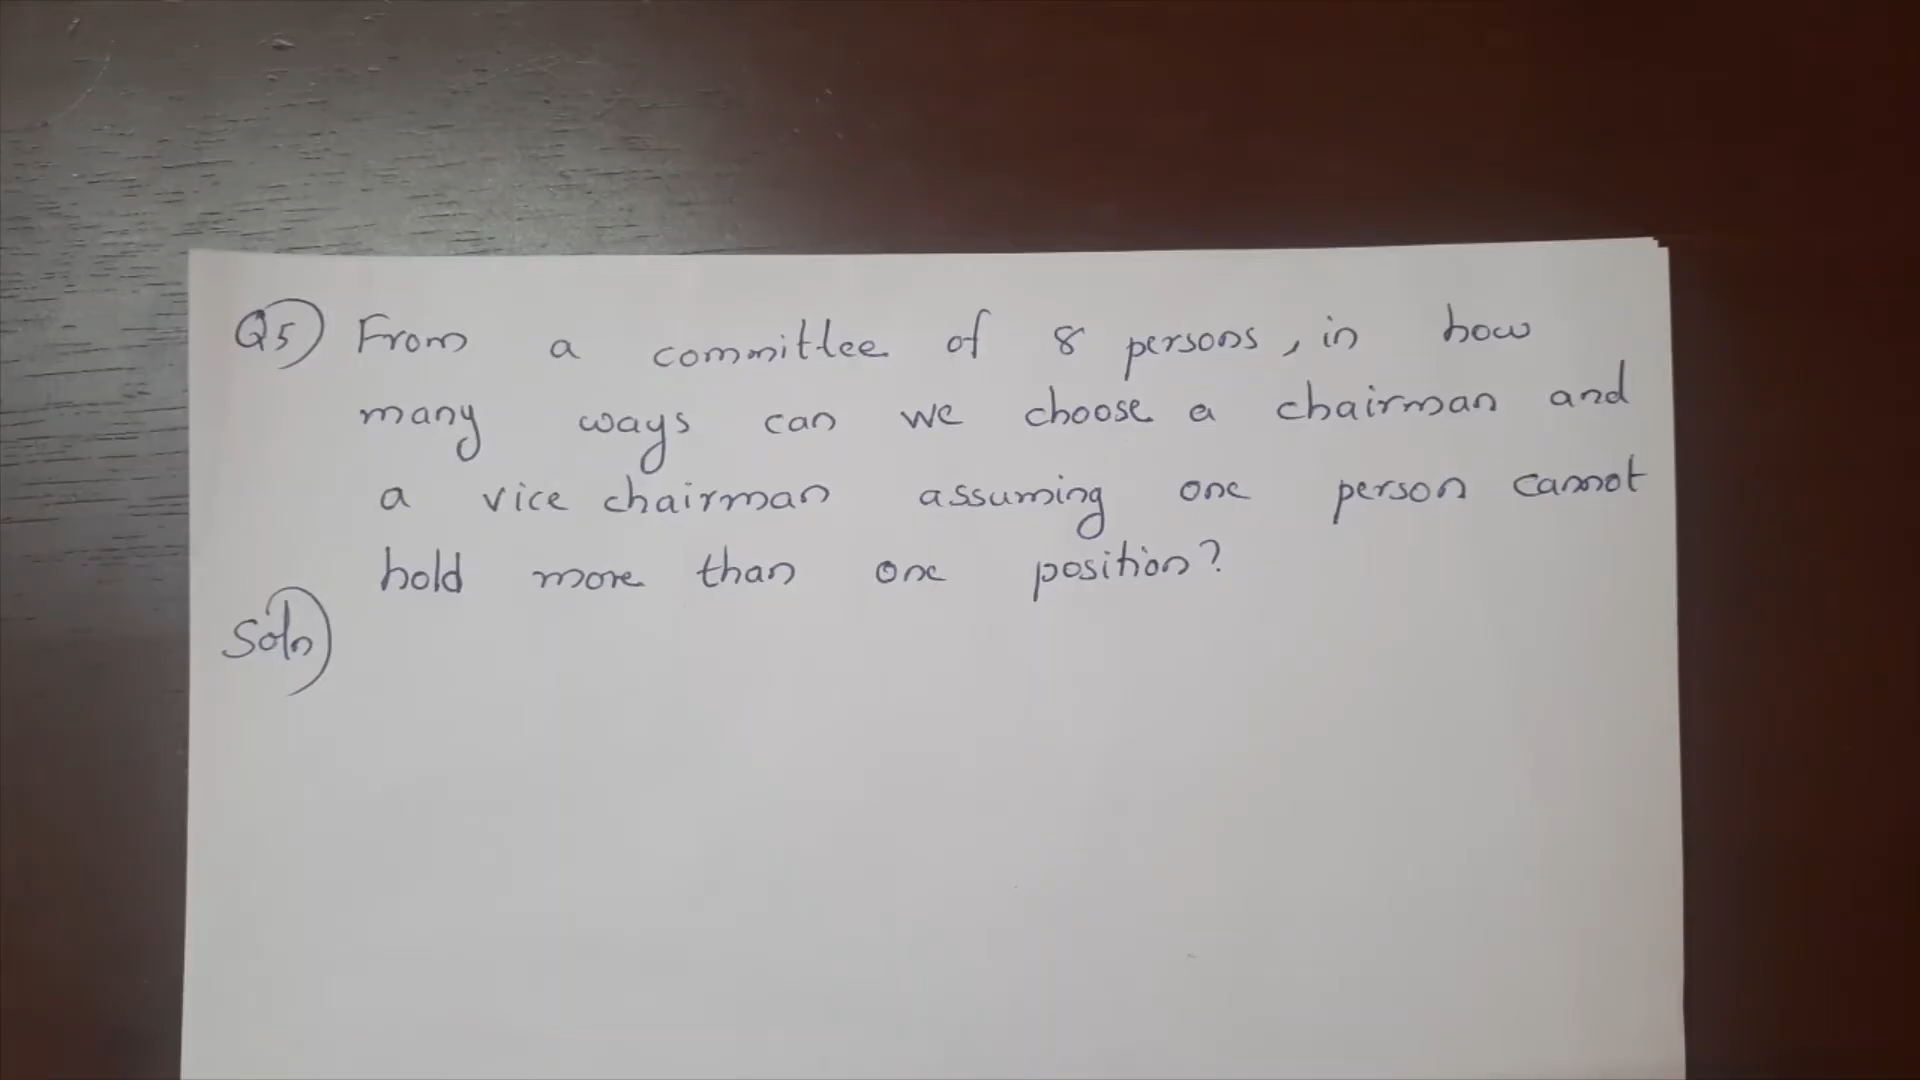 Q5) From a committee of 8 persons, in how
many ways can we choose a chairman and
a vice chairman assuming one person cannot
hold more than one position?
Soln)